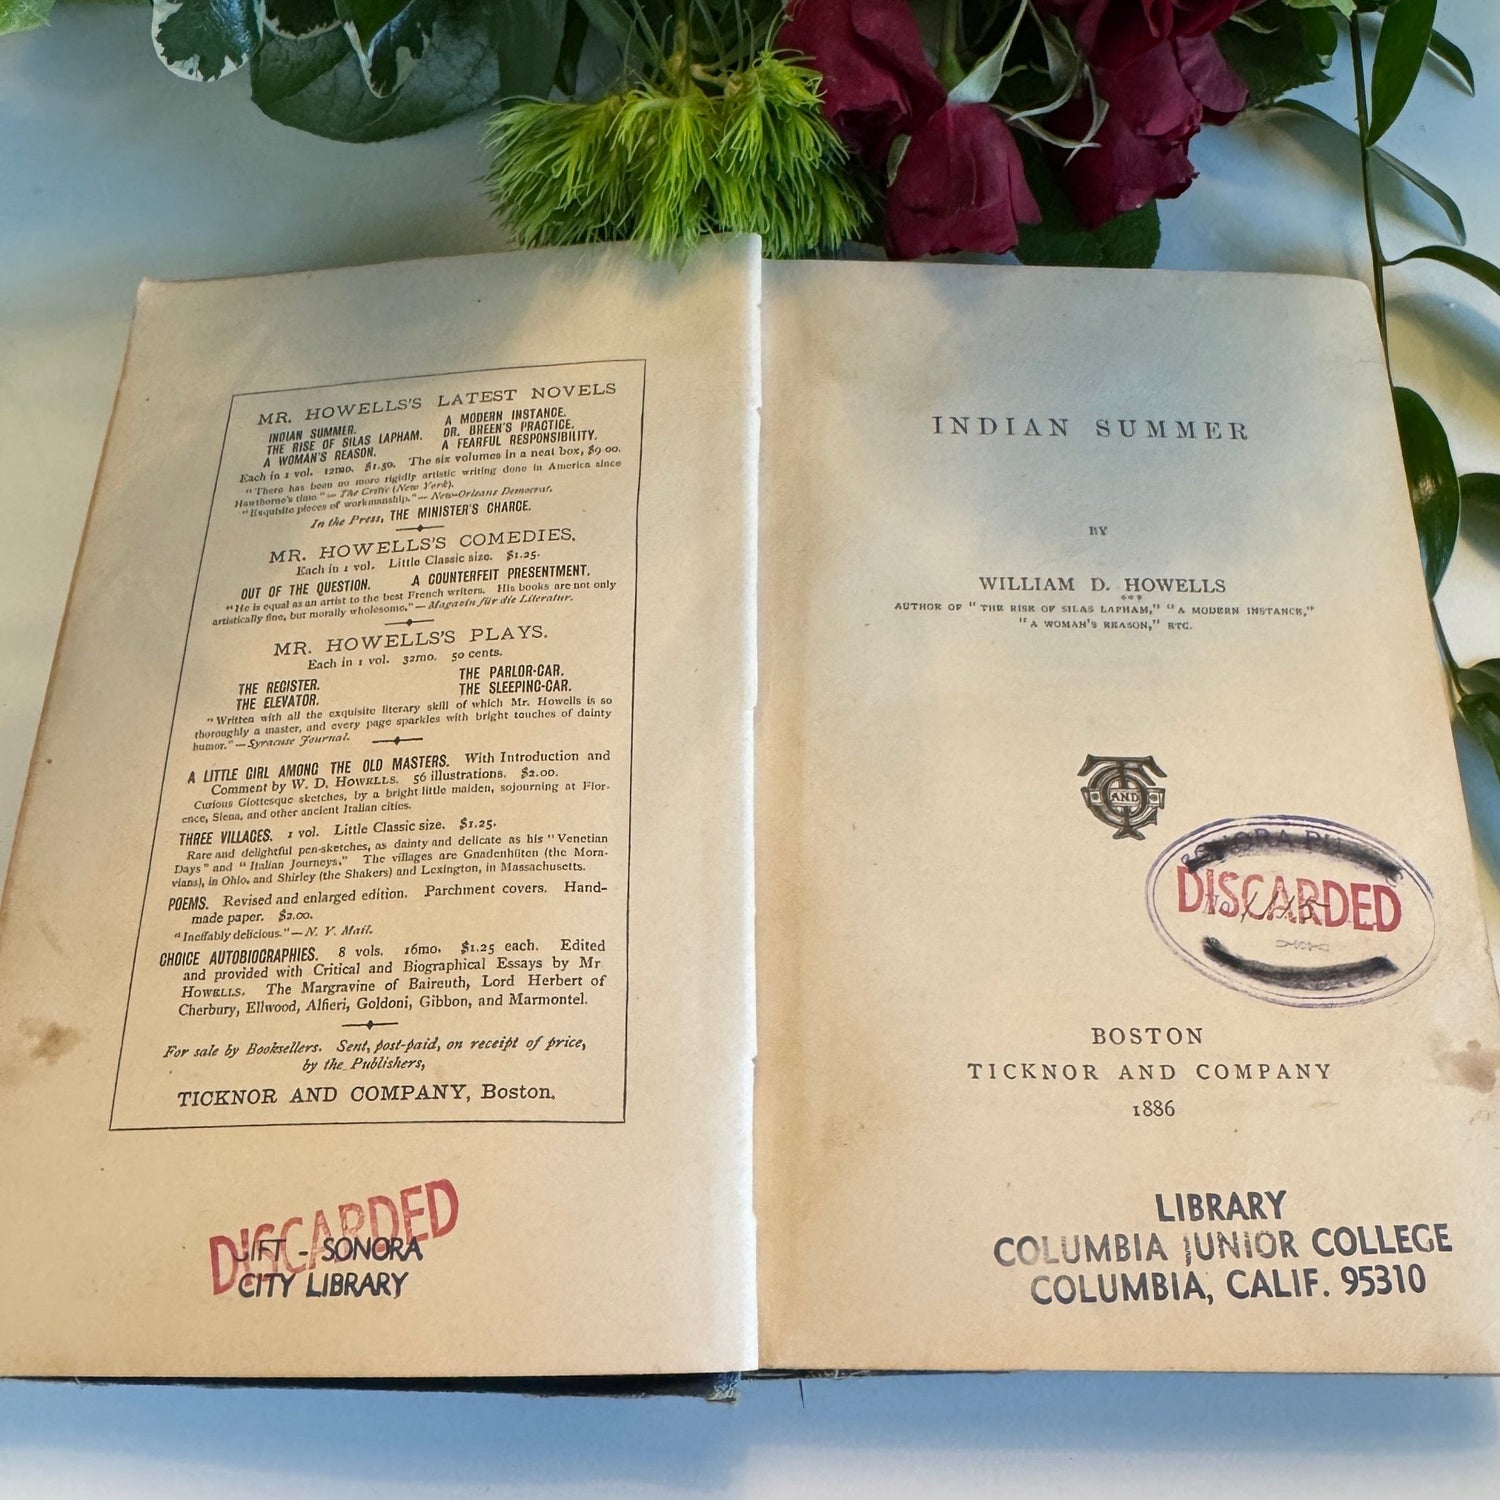 MR. HOWELLS'S LATEST NOVELS
INDIAN SUMMER. A MODERN INSTANCE.
THE RISE OF SILAS LAPHAM. DR. BREEN'S PRACTICE.
A WOMAN'S REASON. A FEARFUL RESPONSIBILITY.
Each in 1 vol. 12mo. $1.50. The six volumes in a neat box, $9 00.
"There has been no more rigidly artistic writing done in America since
Hawthorne's time."—The Critic (New York).
"Exquisite pieces of workmanship."—New-Orleans Democrat.
In the Press, THE MINISTER'S CHARGE.
MR. HOWELLS'S COMEDIES.
Each in 1 vol. Little Classic size. $1.25.
OUT OF THE QUESTION. A COUNTERFEIT PRESENTMENT.
"He is equal as an artist to the best French writers. His books are not only
artistically fine, but morally wholesome."—Magazin für die Literatur.
MR. HOWELLS'S PLAYS.
Each in 1 vol. 32mo. 50 cents.
THE REGISTER. THE PARLOR-CAR.
THE ELEVATOR. THE SLEEPING-CAR.
"Written with all the exquisite literary skill of which Mr. Howells is so
thoroughly a master, and every page sparkles with bright touches of dainty
humor."—Syracuse Journal.
A LITTLE GIRL AMONG THE OLD MASTERS. With Introduction and
Comment by W. D. HOWELLS. 56 illustrations. $2.00.
Curious Giottesque sketches, by a bright little maiden, sojourning at Flor-
ence, Siena, and other ancient Italian cities.
THREE VILLAGES. 1 vol. Little Classic size. $1.25.
Rare and delightful pen-sketches, as dainty and delicate as his "Venetian
Days" and "Italian Journeys." The villages are Gnadenhüten (the Mora-
vians), in Ohio, and Shirley (the Shakers) and Lexington, in Massachusetts.
POEMS. Revised and enlarged edition. Parchment covers. Hand-
made paper. $2.00.
"Ineffably delicious."—N. Y. Mail.
CHOICE AUTOBIOGRAPHIES. 8 vols. 16mo. $1.25 each. Edited
and provided with Critical and Biographical Essays by Mr
HOWELLS. The Margravine of Baireuth, Lord Herbert of
Cherbury, Ellwood, Alfieri, Goldoni, Gibbon, and Marmontel.
For sale by Booksellers. Sent, post-paid, on receipt of price,
by the Publishers,
TICKNOR AND COMPANY, Boston.
DISCARDED
GIFT - SONORA
CITY LIBRARY
INDIAN SUMMER
BY
WILLIAM D. HOWELLS
AUTHOR OF "THE RISE OF SILAS LAPHAM," "A MODERN INSTANCE,"
"A WOMAN'S REASON," ETC.
AND
DISCARDED
No.
BOSTON
TICKNOR AND COMPANY
1886
LIBRARY
COLUMBIA JUNIOR COLLEGE
COLUMBIA, CALIF. 95310